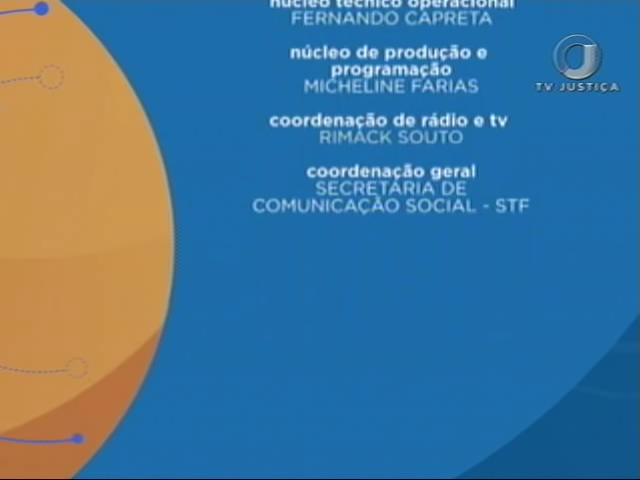 núcleo técnico operacional
FERNANDO CAPRETA
núcleo de produção e
programação
MICHELINE FARIAS
coordenação de rádio e tv
RIMACK SOUTO
coordenação geral
SECRETÁRIA DE
COMUNICAÇÃO SOCIAL - STF
TV JUSTIÇA